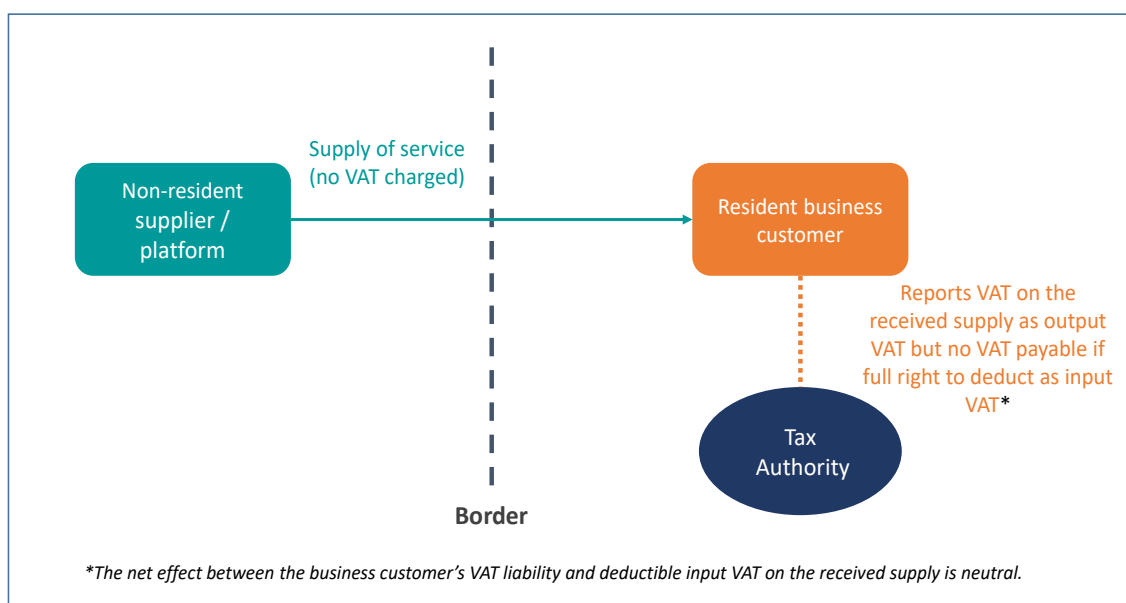 Supply of service
(no VAT charged)
Non-resident
supplier /
platform
Resident business
customer
Reports VAT on the
received supply as output
VAT but no VAT payable if
full right to deduct as input
VAT*
Tax
Authority
Border
*The net effect between the business customer’s VAT liability and deductible input VAT on the received supply is neutral.